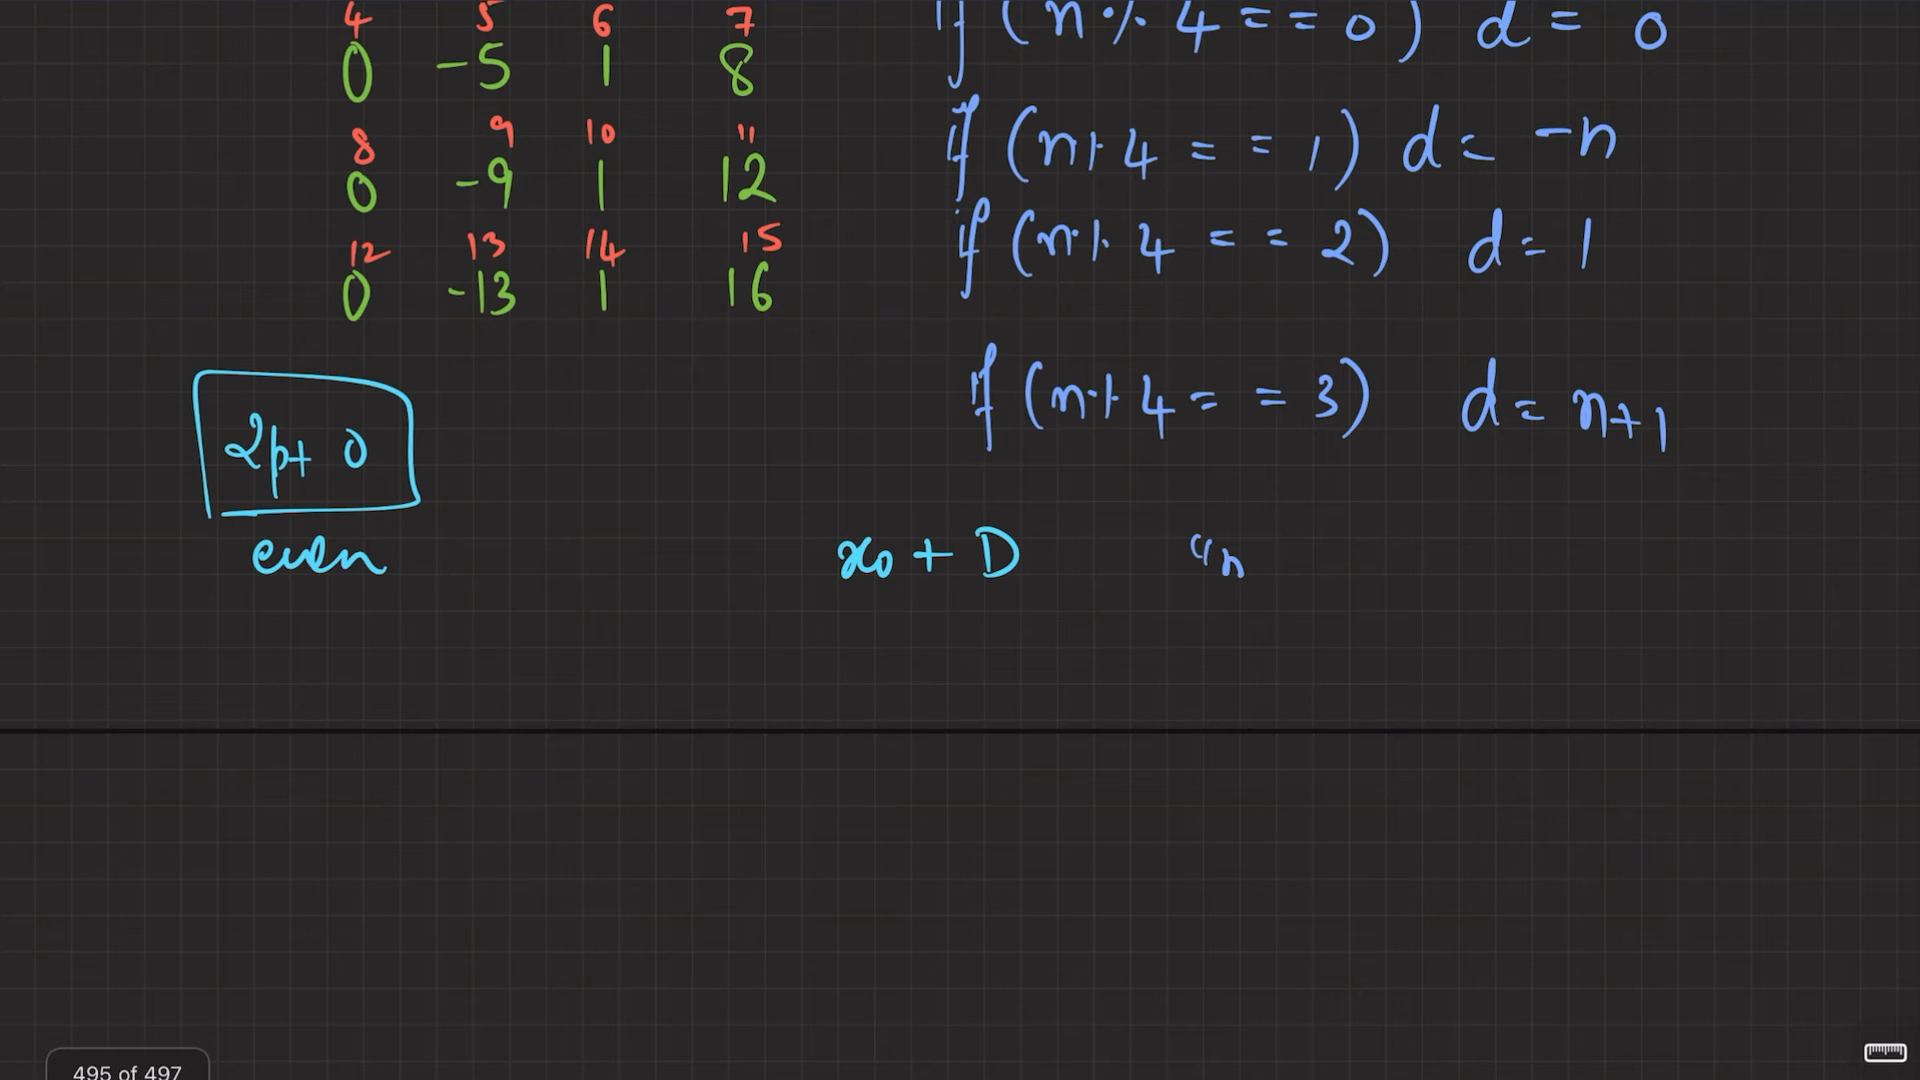 4 5 6 7 if (n % 4 == 0) d = 0
0 -5 1 8
8 9 10 11 if (n % 4 == 1) d = -n
0 -9 1 12
12 13 14 15 if (n % 4 == 2) d = 1
0 -13 1 16
if (n % 4 == 3) d = n+1
2p+ 0
even x0 + D "n
495 of 497